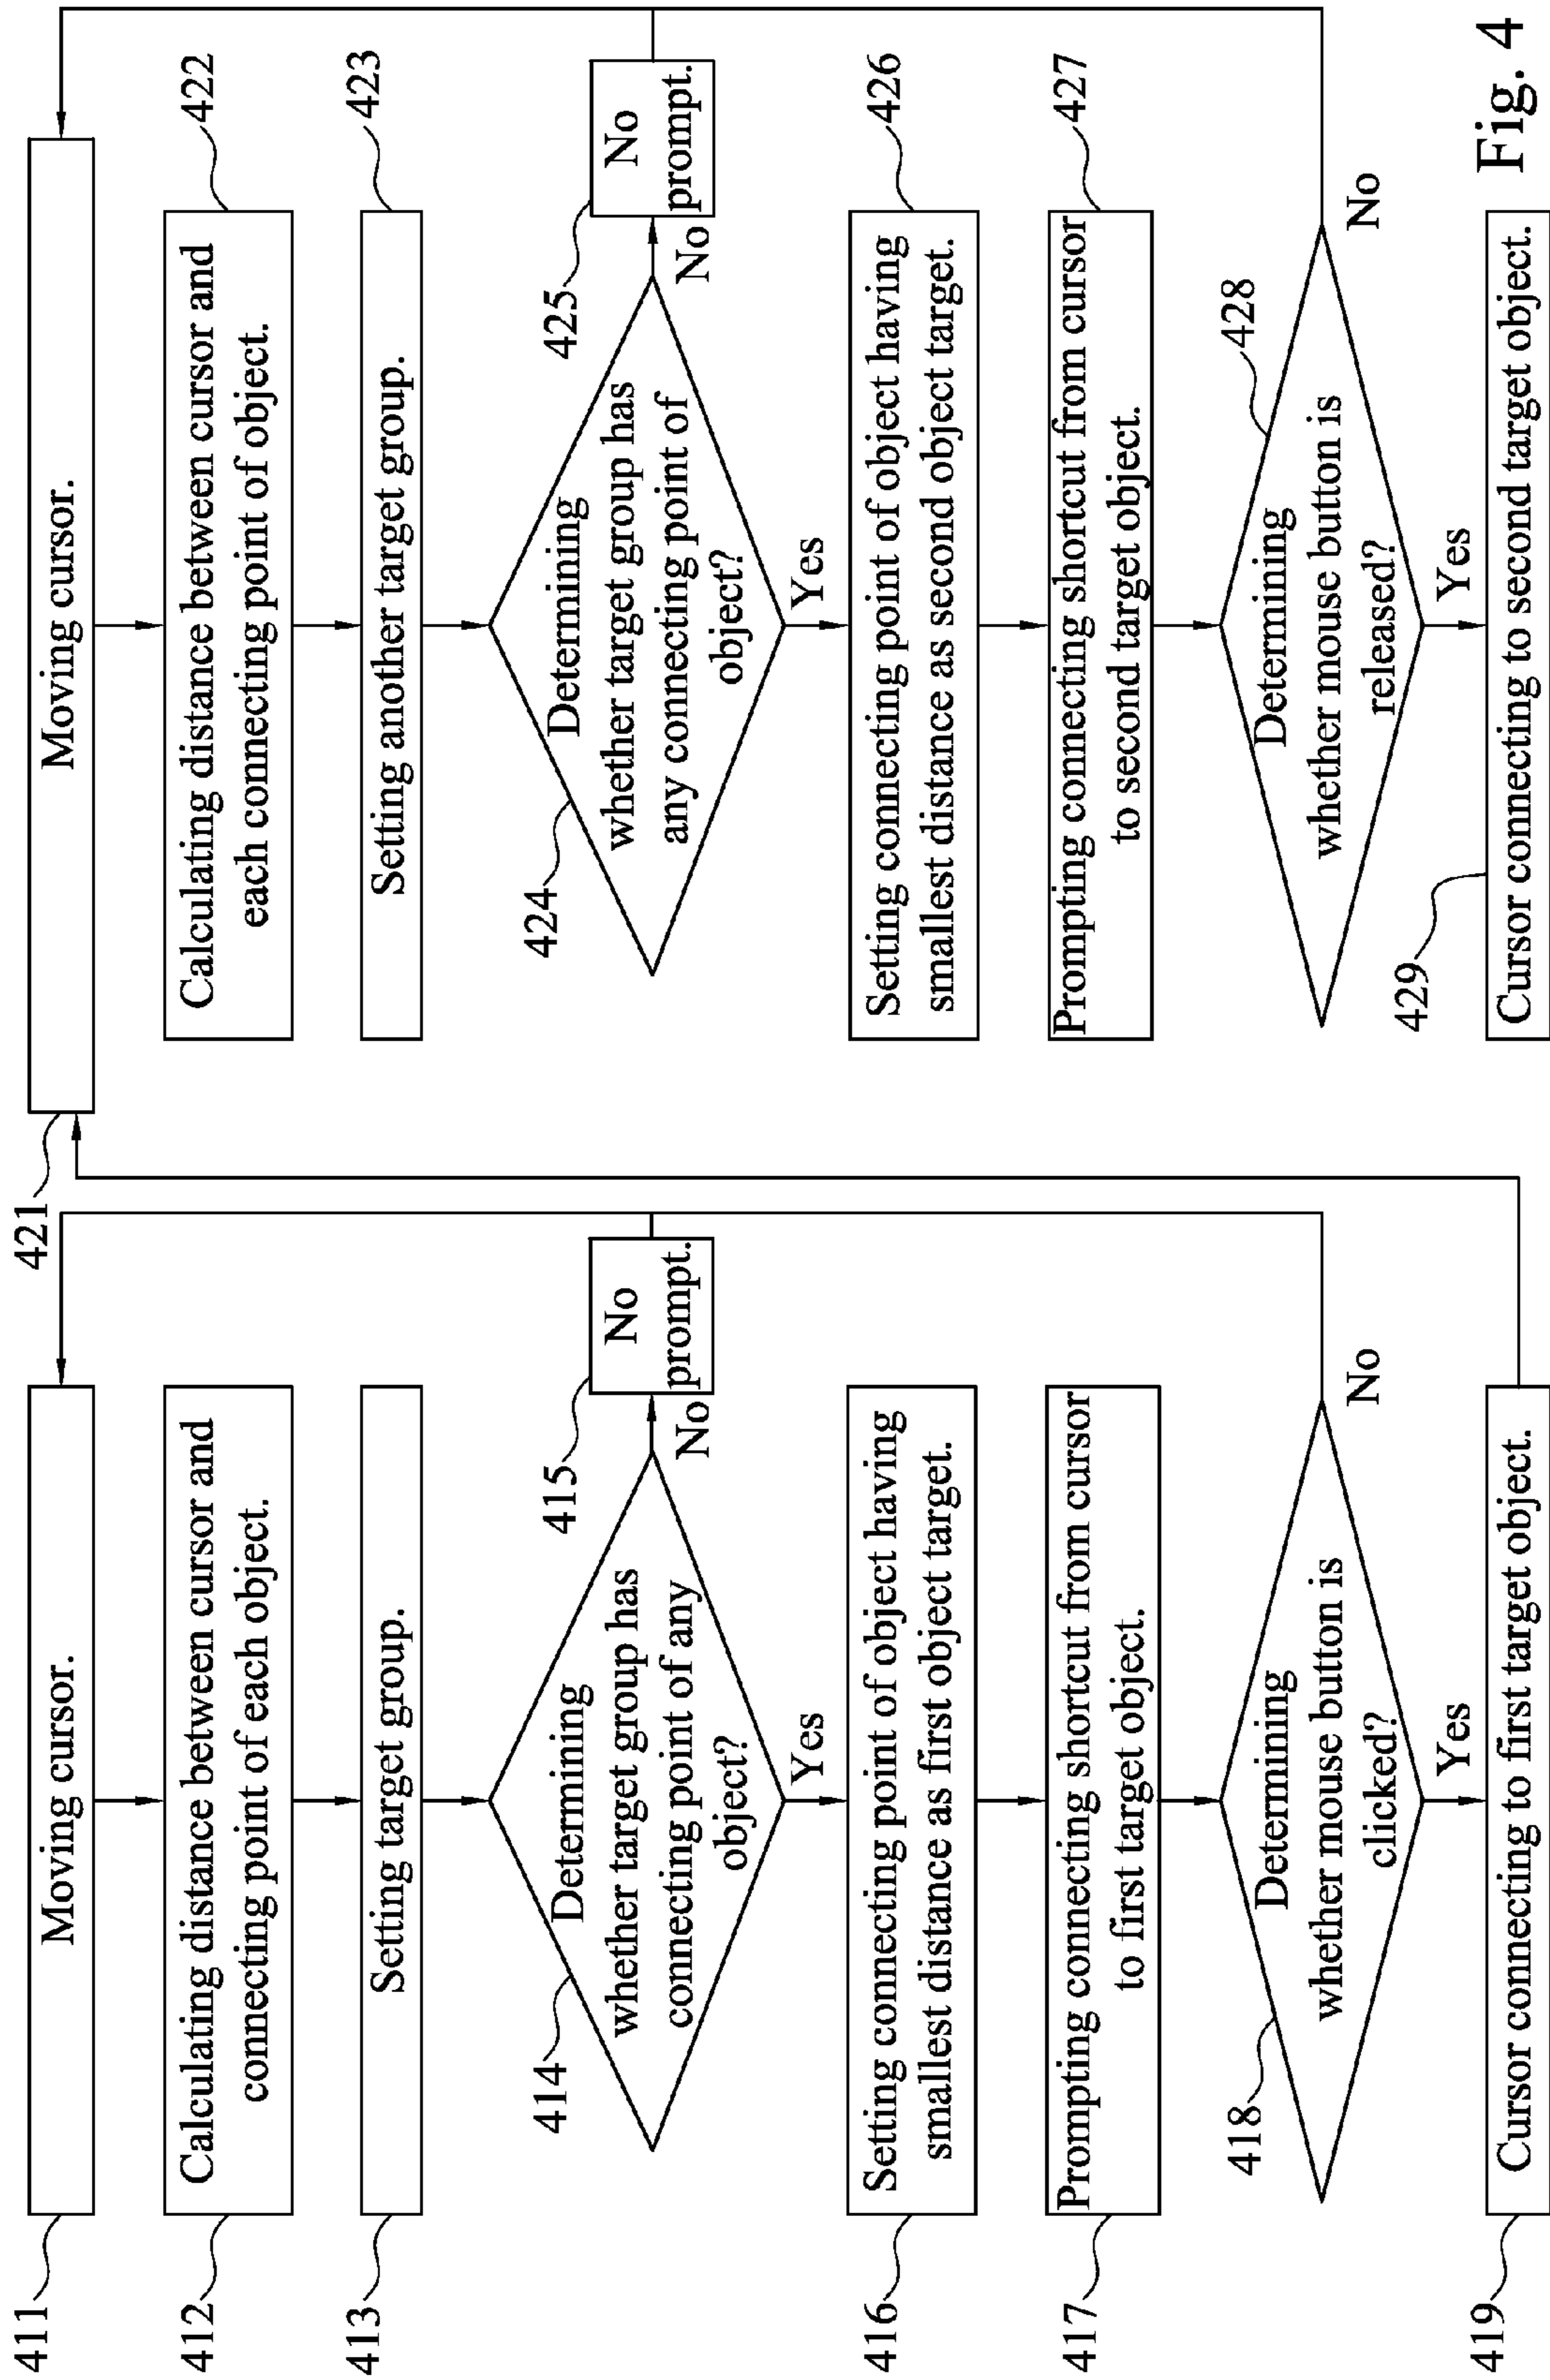 411
Moving cursor.
412
Calculating distance between cursor and
connecting point of each object.
413
Setting target group.
414
Determining
whether target group has
connecting point of any
object?
No
415
No
prompt.
Yes
416
Setting connecting point of object having
smallest distance as first object target.
417
Prompting connecting shortcut from cursor
to first target object.
418
Determining
whether mouse button is
clicked?
No
Yes
419
Cursor connecting to first target object.
421
Moving cursor.
422
Calculating distance between cursor and
each connecting point of object.
423
Setting another target group.
424
Determining
whether target group has
any connecting point of
object?
No
425
No
prompt.
Yes
426
Setting connecting point of object having
smallest distance as second object target.
427
Prompting connecting shortcut from cursor
to second target object.
428
Determining
whether mouse button is
released?
No
Yes
429
Cursor connecting to second target object.
Fig. 4